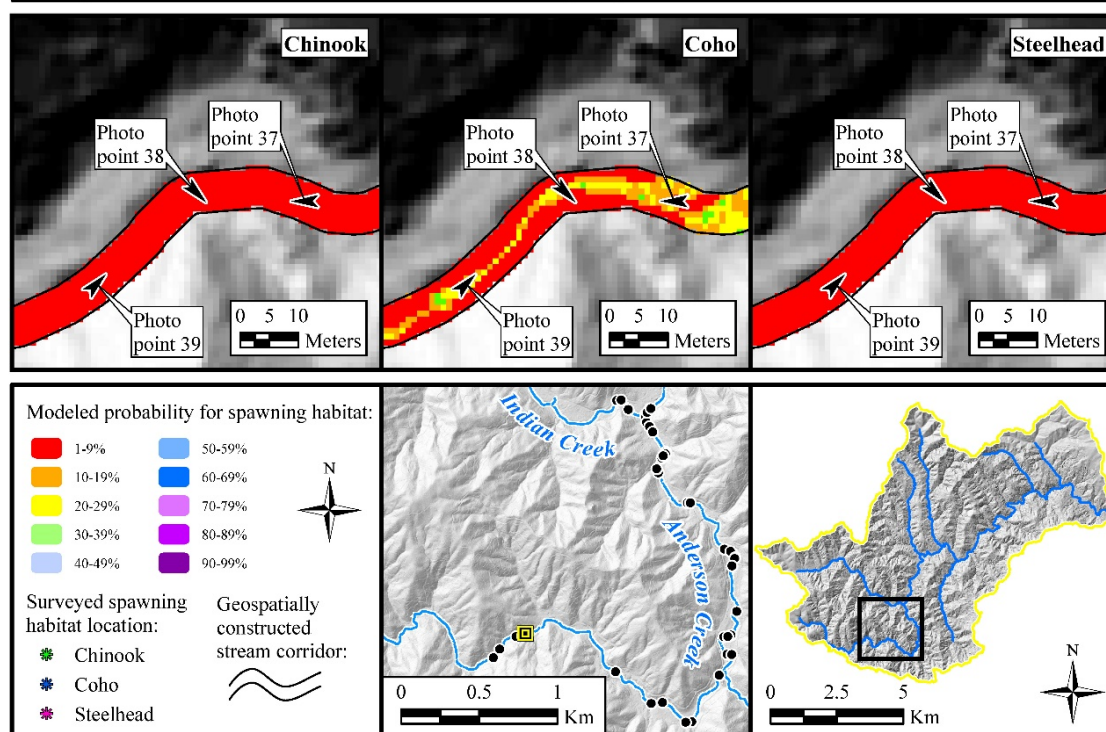 Chinook
Photo
point 38
Photo
point 37
Photo
point 39
0 5 10
Meters
Coho
Photo
point 38
Photo
point 37
Photo
point 39
0 5 10
Meters
Steelhead
Photo
point 38
Photo
point 37
Photo
point 39
0 5 10
Meters
Modeled probability for spawning habitat:
1-9%
10-19%
20-29%
30-39%
40-49%
50-59%
60-69%
70-79%
80-89%
90-99%
N
Surveyed spawning
habitat location:
Chinook
Coho
Steelhead
Geospatially
constructed
stream corridor:
Indian Creek
Anderson Creek
0 0.5 1
Km
0 5
Km
N